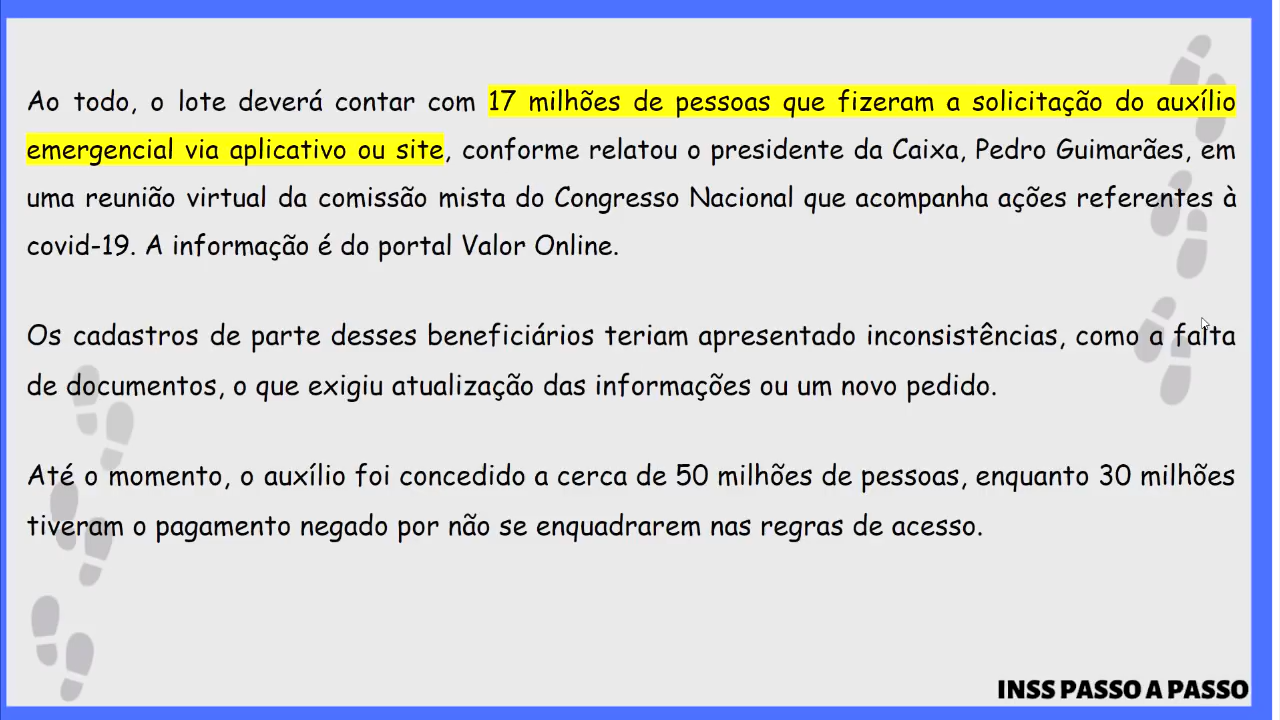 Ao todo, o lote deverá contar com 17 milhões de pessoas que fizeram a solicitação do auxílio
emergencial via aplicativo ou site, conforme relatou o presidente da Caixa, Pedro Guimarães, em
uma reunião virtual da comissão mista do Congresso Nacional que acompanha ações referentes à
covid-19. A informação é do portal Valor Online.
Os cadastros de parte desses beneficiários teriam apresentado inconsistências, como a falta
de documentos, o que exigiu atualização das informações ou um novo pedido.
Até o momento, o auxílio foi concedido a cerca de 50 milhões de pessoas, enquanto 30 milhões
tiveram o pagamento negado por não se enquadrarem nas regras de acesso.
INSS PASSO A PASSO